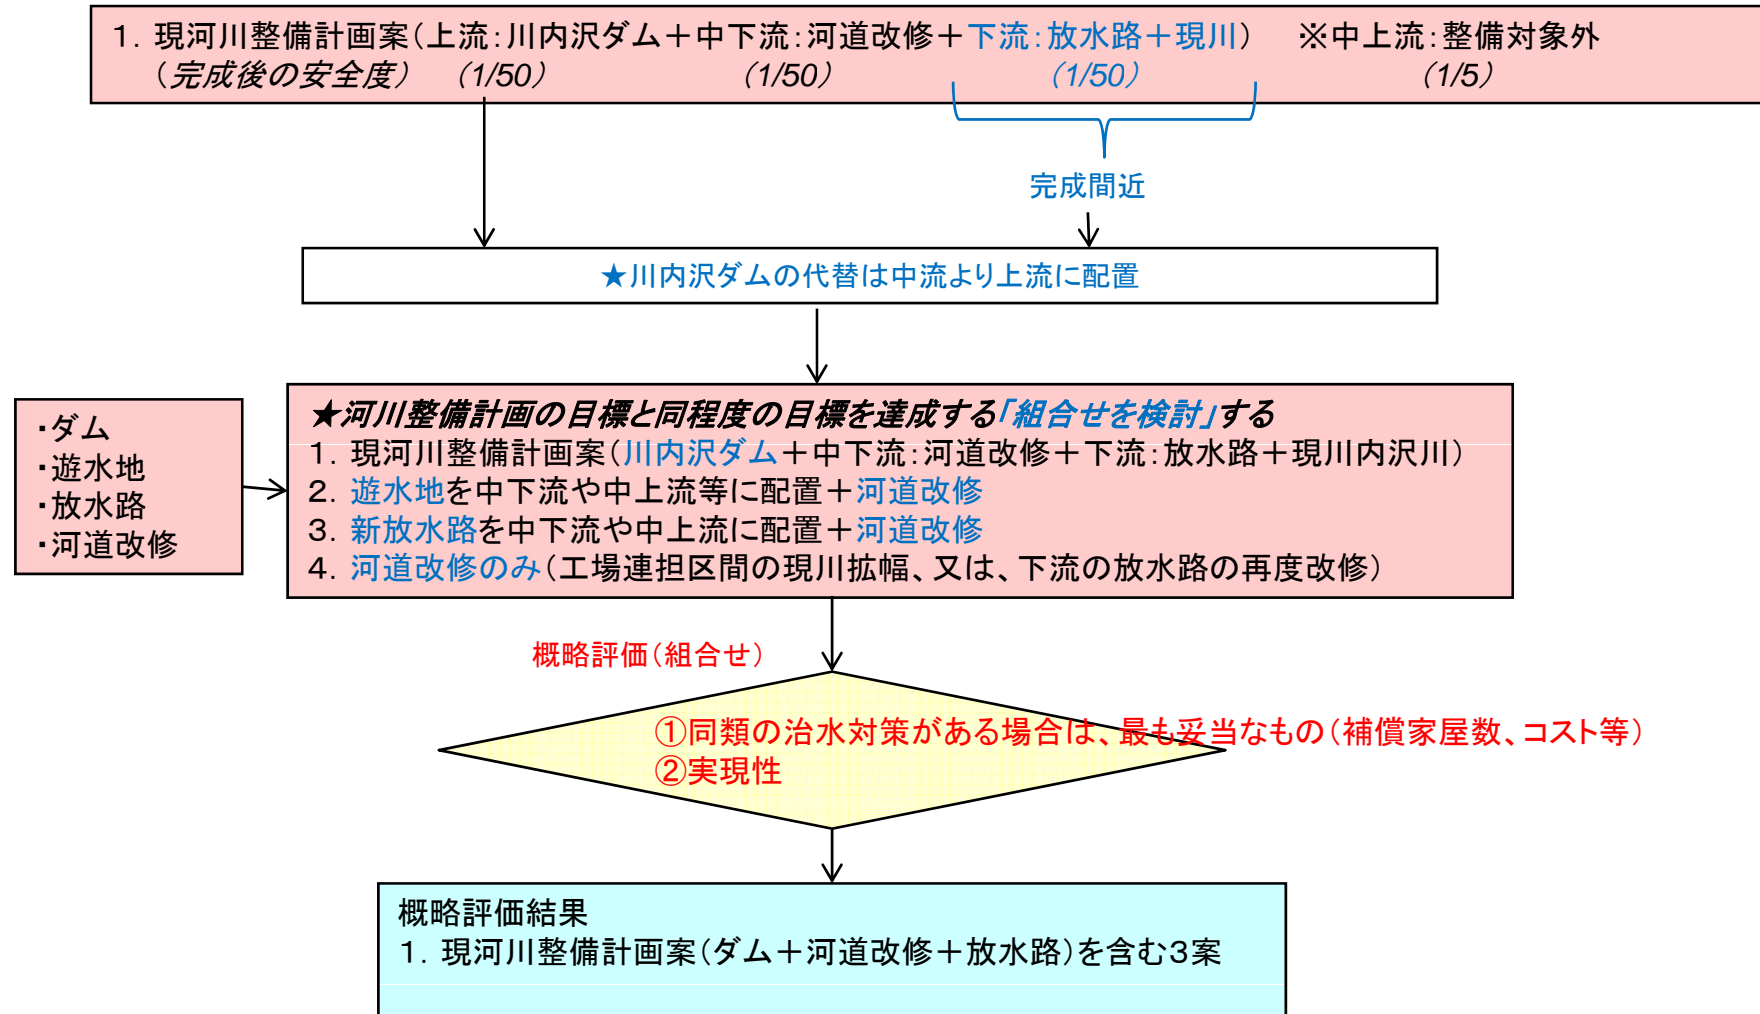 １．現河川整備計画案（上流：川内沢ダム＋中下流：河道改修＋下流：放水路＋現川）　※中上流：整備対象外
（完成後の安全度）　（1/50）　（1/50）　（1/50）　（1/5）
完成間近
★川内沢ダムの代替は中流より上流に配置
・ダム
・遊水地
・放水路
・河道改修
★河川整備計画の目標と同程度の目標を達成する「組合せを検討」する
１．現河川整備計画案（川内沢ダム＋中下流：河道改修＋下流：放水路＋現川内沢川）
２．遊水地を中下流や中上流等に配置＋河道改修
３．新放水路を中下流や中上流に配置＋河道改修
４．河道改修のみ（工場連担区間の現川拡幅、又は、下流の放水路の再度改修）
概略評価（組合せ）
①同類の治水対策がある場合は、最も妥当なもの（補償家屋数、コスト等）
②実現性
概略評価結果
１．現河川整備計画案（ダム＋河道改修＋放水路）を含む３案